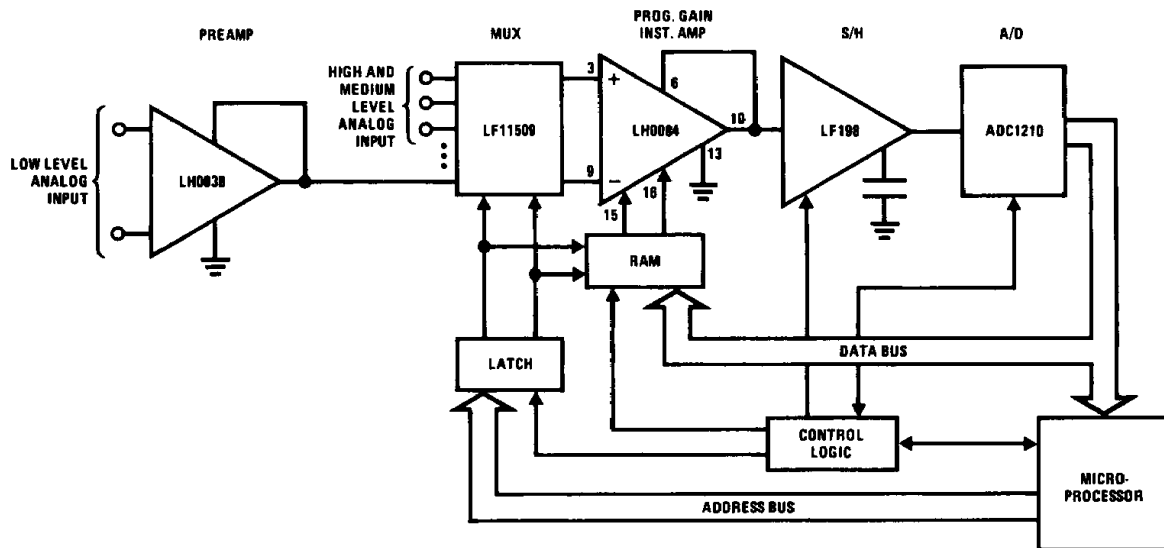 PREAMP
MUX
PROG. GAIN
INST. AMP
S/H
A/D
HIGH AND
MEDIUM
LEVEL
ANALOG
INPUT
LOW LEVEL
ANALOG
INPUT
LH0038
LF11509
3
+
6
LH0084
10
13
9
−
15
16
LF198
ADC1210
RAM
LATCH
DATA BUS
CONTROL
LOGIC
MICRO-
PROCESSOR
ADDRESS BUS